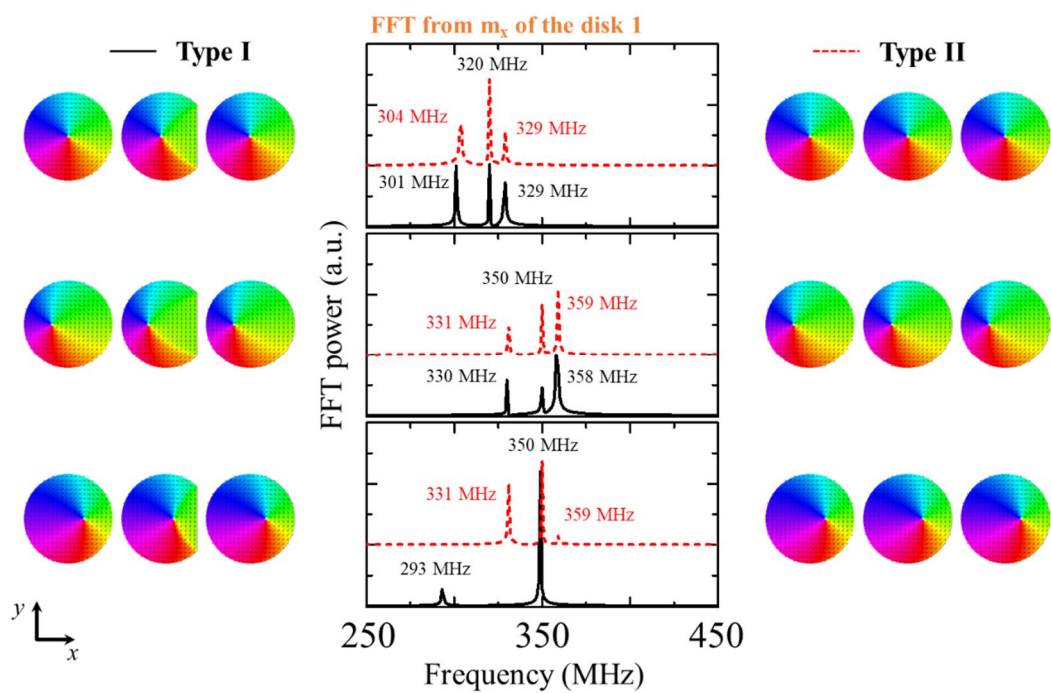 FFT from mx of the disk 1
Type I
Type II
320 MHz
304 MHz
329 MHz
301 MHz
329 MHz
350 MHz
359 MHz
331 MHz
330 MHz
358 MHz
350 MHz
331 MHz
359 MHz
293 MHz
FFT power (a.u.)
y
x
250
350
450
Frequency (MHz)